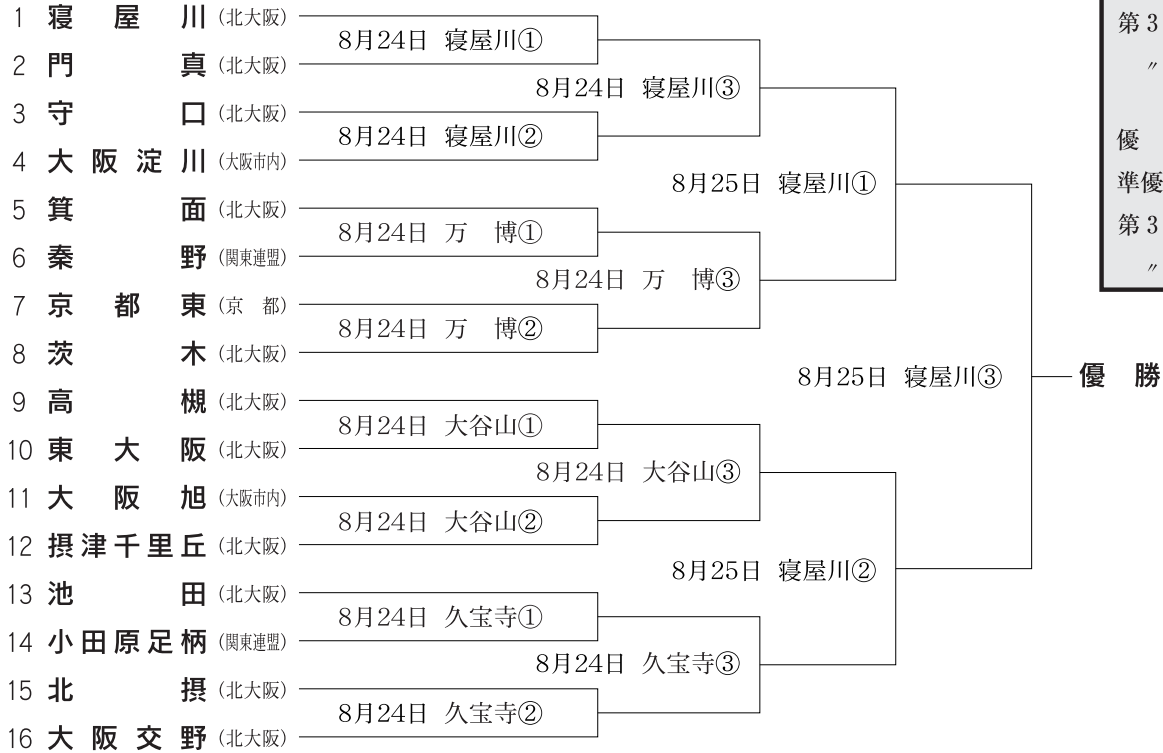 1 寝屋川 (北大阪)
8月24日 寝屋川①
2 門真 (北大阪)
8月24日 寝屋川③
3 守口 (北大阪)
8月24日 寝屋川②
4 大阪淀川 (大阪市内)
8月25日 寝屋川①
5 箕面 (北大阪)
8月24日 万 博①
6 秦野 (関東連盟)
8月24日 万 博③
7 京都東 (京 都)
8月24日 万 博②
8 茨木 (北大阪)
8月25日 寝屋川③
優 勝
9 高槻 (北大阪)
8月24日 大谷山①
10 東大阪 (北大阪)
8月24日 大谷山③
11 大阪旭 (大阪市内)
8月24日 大谷山②
12 摂津千里丘 (北大阪)
8月25日 寝屋川②
13 池田 (北大阪)
8月24日 久宝寺①
14 小田原足柄 (関東連盟)
8月24日 久宝寺③
15 北摂 (北大阪)
8月24日 久宝寺②
16 大阪交野 (北大阪)
第3
〃
優
準優
第3
〃